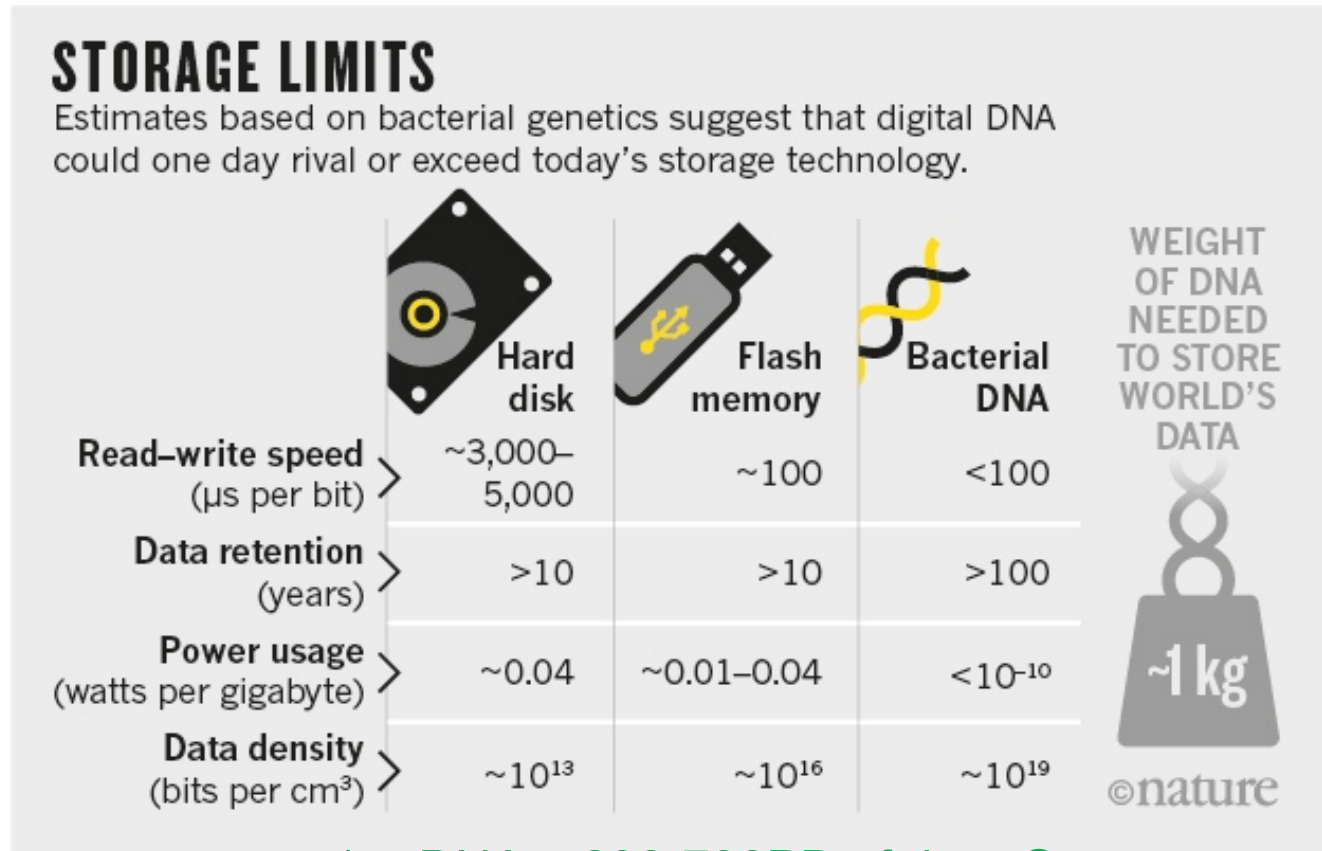 STORAGE LIMITS
Estimates based on bacterial genetics suggest that digital DNA
could one day rival or exceed today's storage technology.
Hard
disk
Flash
memory
Bacterial
DNA
Read–write speed
(µs per bit)
~3,000–
5,000
~100
<100
Data retention
(years)
>10
>10
>100
Power usage
(watts per gigabyte)
~0.04
~0.01–0.04
<10⁻¹⁰
Data density
(bits per cm³)
~10¹³
~10¹⁶
~10¹⁹
WEIGHT
OF DNA
NEEDED
TO STORE
WORLD'S
DATA
~1 kg
©nature